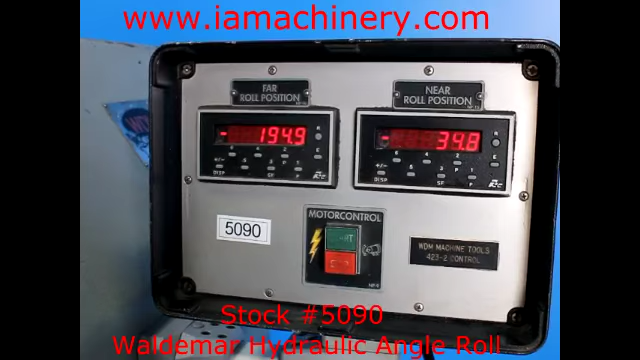 www.iamachinery.com
FAR
ROLL POSITION
NEAR
ROLL POSITION
-194.9
-34.8
5090
MOTORCONTROL
WDM MACHINE TOOLS
423-2 CONTROL
Stock #5090
Waldemar Hydraulic Angle Roll